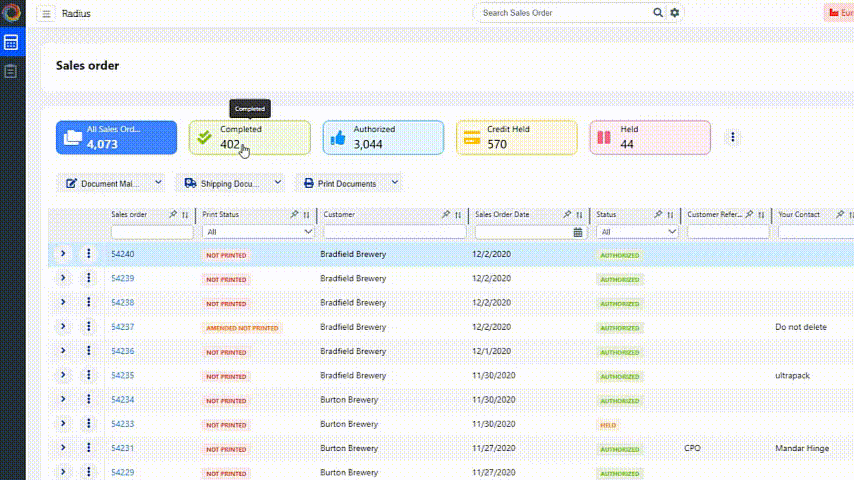 Radius
Search Sales Order
Eur
Sales order
Completed
All Sales Ord... Completed Authorized Credit Held Held
4,073 402 3,044 570 44
Document Mai... Shipping Docu... Print Documents
Sales order Print Status Customer Sales Order Date Status Customer Refer... Your Contact
All All
54240 NOT PRINTED Bradfield Brewery 12/2/2020 AUTHORIZED
54239 NOT PRINTED Bradfield Brewery 12/2/2020 AUTHORIZED
54238 NOT PRINTED Bradfield Brewery 12/2/2020 AUTHORIZED
54237 AMENDED NOT PRINTED Bradfield Brewery 12/2/2020 AUTHORIZED Do not delete
54236 NOT PRINTED Bradfield Brewery 12/1/2020 AUTHORIZED
54235 NOT PRINTED Bradfield Brewery 11/30/2020 AUTHORIZED ultrapack
54234 NOT PRINTED Burton Brewery 11/30/2020 AUTHORIZED
54233 NOT PRINTED Burton Brewery 11/30/2020 HELD
54231 NOT PRINTED Burton Brewery 11/27/2020 AUTHORIZED CPO Mandar Hinge
54229 NOT PRINTED Burton Brewery 11/27/2020 AUTHORIZED